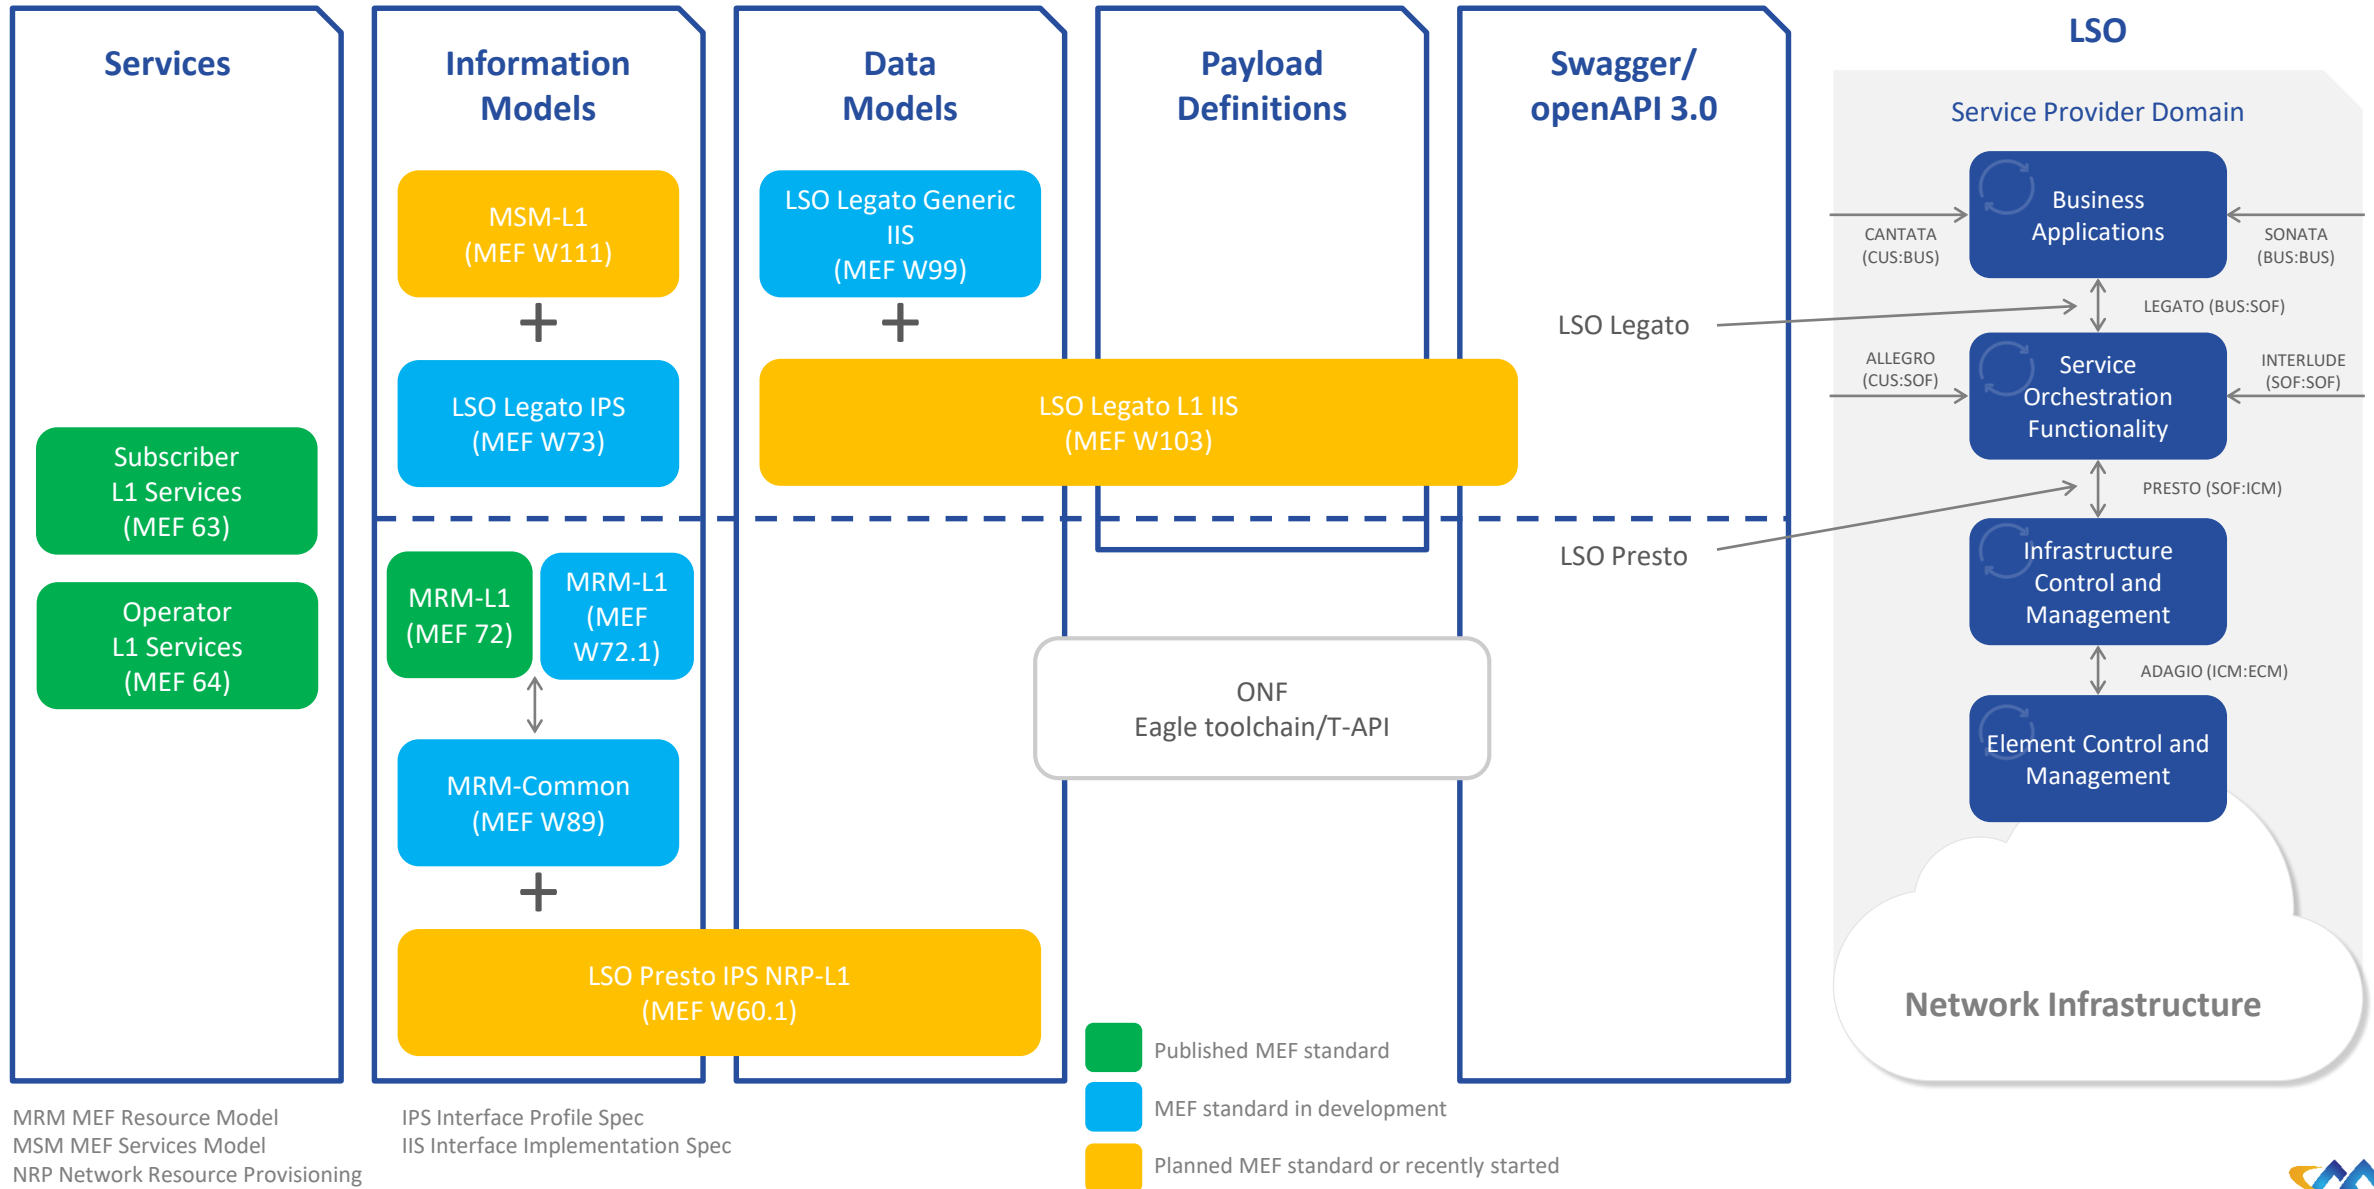 Services
Information
Models
Data
Models
Payload
Definitions
Swagger/
openAPI 3.0
LSO
Service Provider Domain
MSM-L1
(MEF W111)
LSO Legato Generic
IIS
(MEF W99)
LSO Legato IPS
(MEF W73)
LSO Legato L1 IIS
(MEF W103)
Subscriber
L1 Services
(MEF 63)
Operator
L1 Services
(MEF 64)
MRM-L1
(MEF 72)
MRM-L1
(MEF
W72.1)
MRM-Common
(MEF W89)
LSO Presto IPS NRP-L1
(MEF W60.1)
ONF
Eagle toolchain/T-API
LSO Legato
LSO Presto
Business
Applications
CANTATA
(CUS:BUS)
SONATA
(BUS:BUS)
LEGATO (BUS:SOF)
ALLEGRO
(CUS:SOF)
Service
Orchestration
Functionality
INTERLUDE
(SOF:SOF)
PRESTO (SOF:ICM)
Infrastructure
Control and
Management
ADAGIO (ICM:ECM)
Element Control and
Management
Network Infrastructure
Published MEF standard
MEF standard in development
Planned MEF standard or recently started
MRM MEF Resource Model
MSM MEF Services Model
NRP Network Resource Provisioning
IPS Interface Profile Spec
IIS Interface Implementation Spec